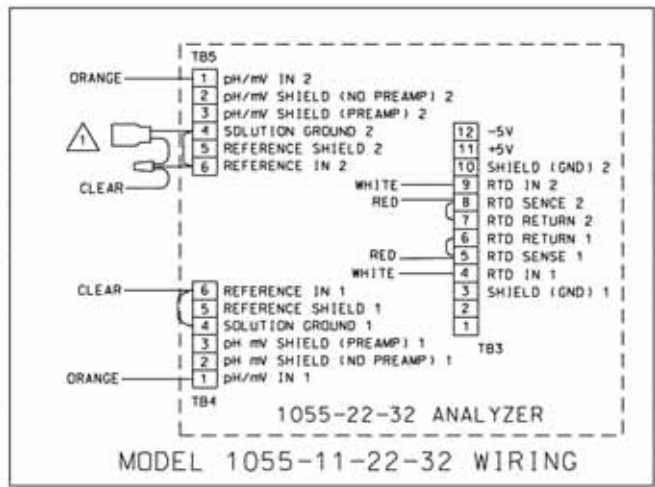 TB5
ORANGE
1 pH/mV IN 2
2 pH/mV SHIELD (NO PREAMP) 2
3 pH/mV SHIELD (PREAMP) 2
1
4 SOLUTION GROUND 2
5 REFERENCE SHIELD 2
6 REFERENCE IN 2
CLEAR
12 -5V
11 +5V
10 SHIELD (GND) 2
WHITE 9 RTD IN 2
RED 8 RTD SENCE 2
7 RTD RETURN 2
6 RTD RETURN 1
RED 5 RTD SENSE 1
WHITE 4 RTD IN 1
3 SHIELD (GND) 1
2
1
TB3
CLEAR 6 REFERENCE IN 1
5 REFERENCE SHIELD 1
4 SOLUTION GROUND 1
3 pH mV SHIELD (PREAMP) 1
2 pH mV SHIELD (NO PREAMP) 1
ORANGE 1 pH/mV IN 1
TB4
1055-22-32 ANALYZER
MODEL 1055-11-22-32 WIRING